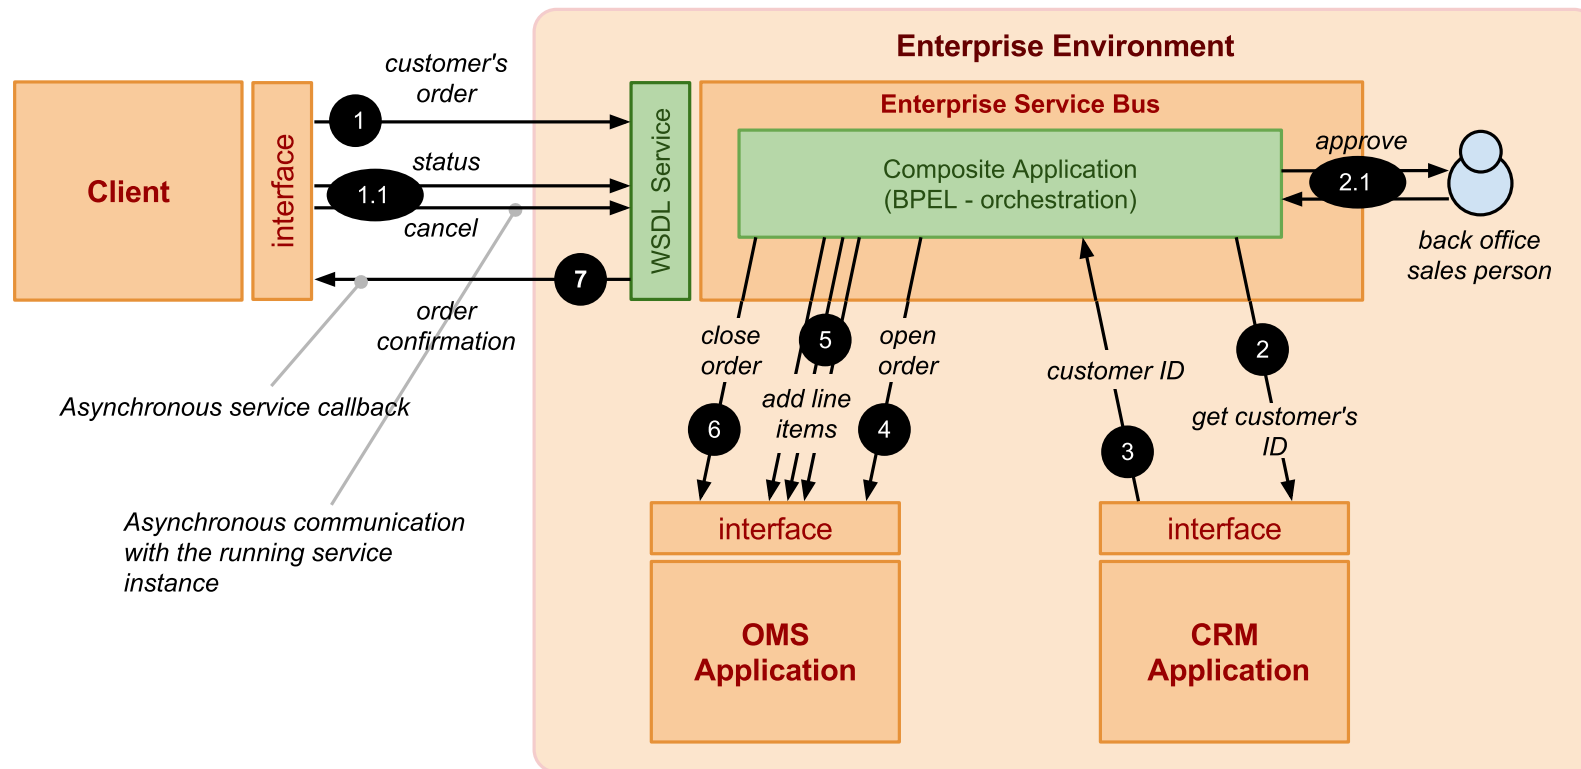 Enterprise Environment
customer's
order
Enterprise Service Bus
1
approve
status
Composite Application
(BPEL - orchestration)
2.1
Client
interface
1.1
WSDL Service
cancel
back office
sales person
7
order
confirmation
close
order
5
open
order
2
customer ID
Asynchronous service callback
add line
items
get customer's
ID
6
4
3
Asynchronous communication
with the running service
instance
interface
interface
OMS
Application
CRM
Application